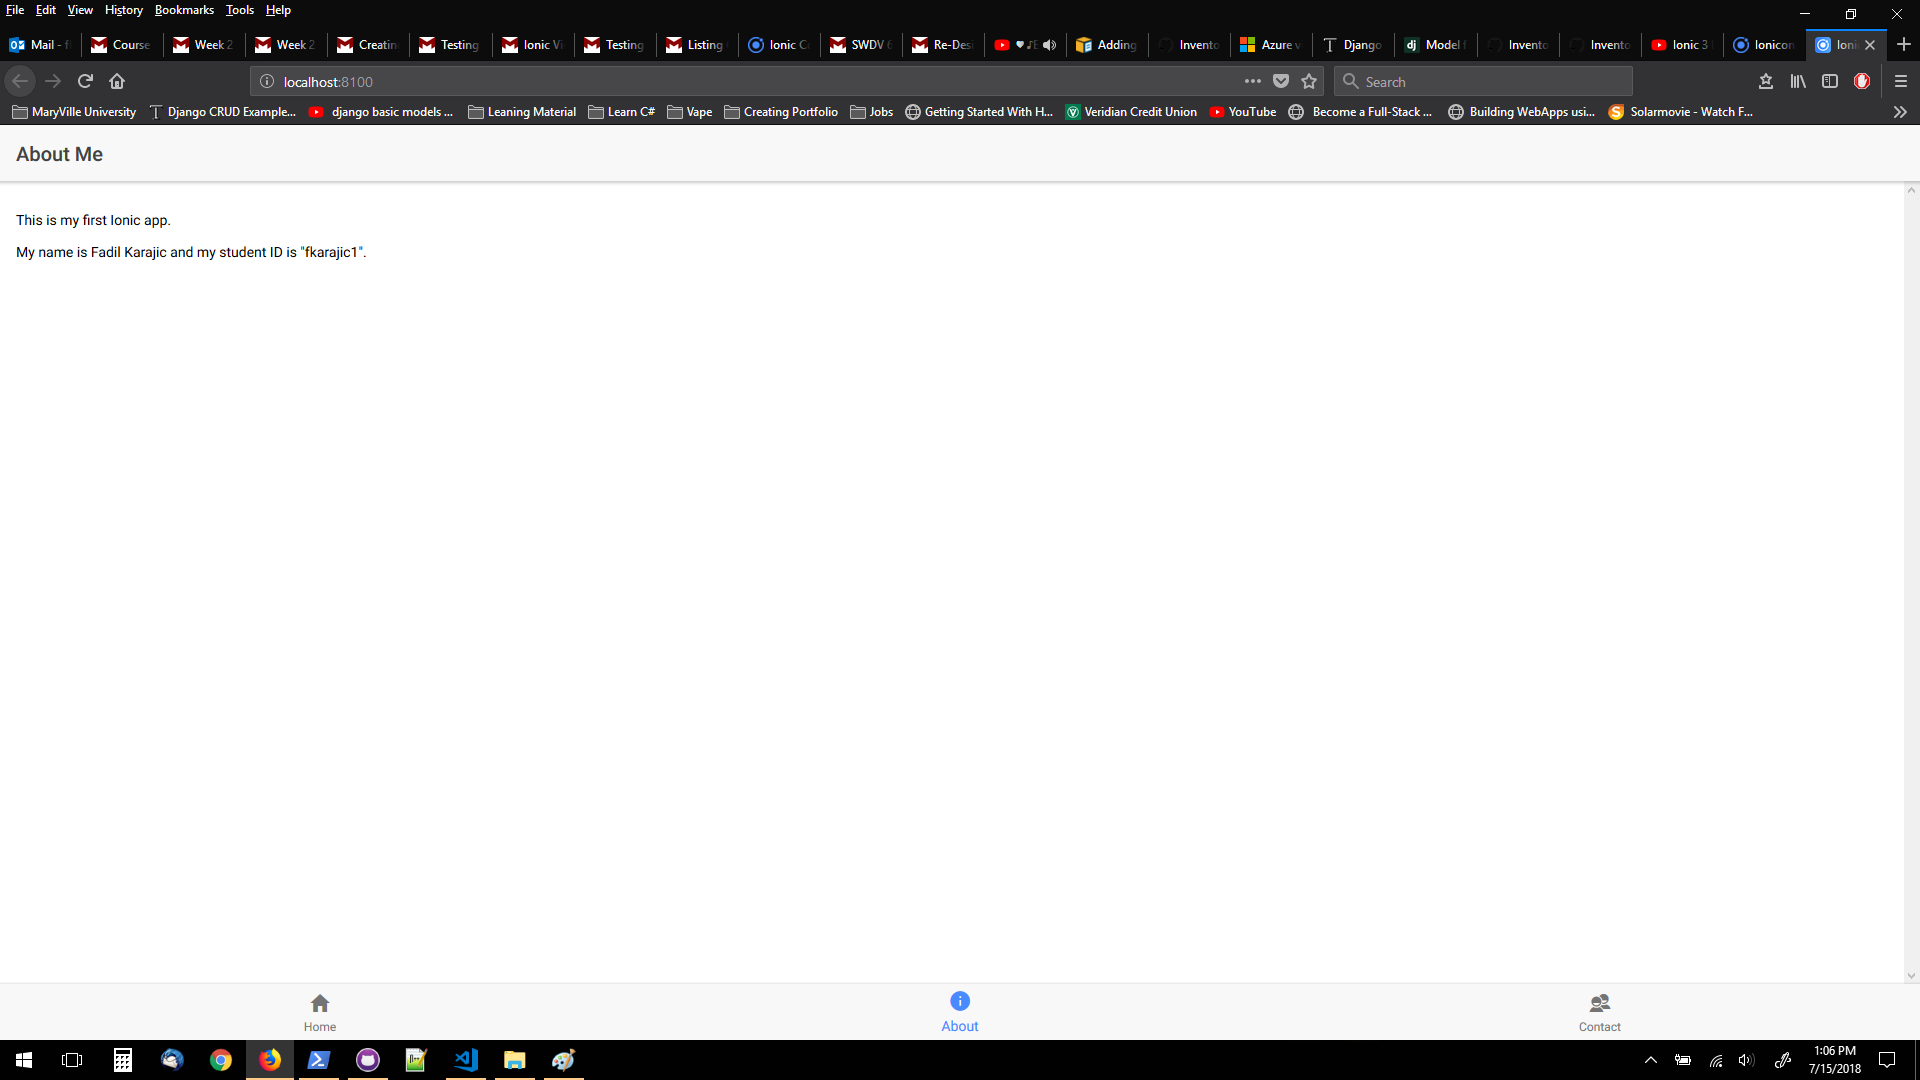 File Edit View History Bookmarks Tools Help
Mail - f Course Week 2 Week 2 Creatin Testing Ionic Vi Testing Listing Ionic Co SWDV 6 Re-Desi Adding Invento Azure v Django Model f Invento Invento Ionic 3 Ionicon Ionic
localhost:8100 Search
MaryVille University Django CRUD Example... django basic models ... Leaning Material Learn C# Vape Creating Portfolio Jobs Getting Started With H... Veridian Credit Union YouTube Become a Full-Stack ... Building WebApps usi... Solarmovie - Watch F...
About Me
This is my first Ionic app.
My name is Fadil Karajic and my student ID is "fkarajic1".
Home About Contact
1:06 PM
7/15/2018